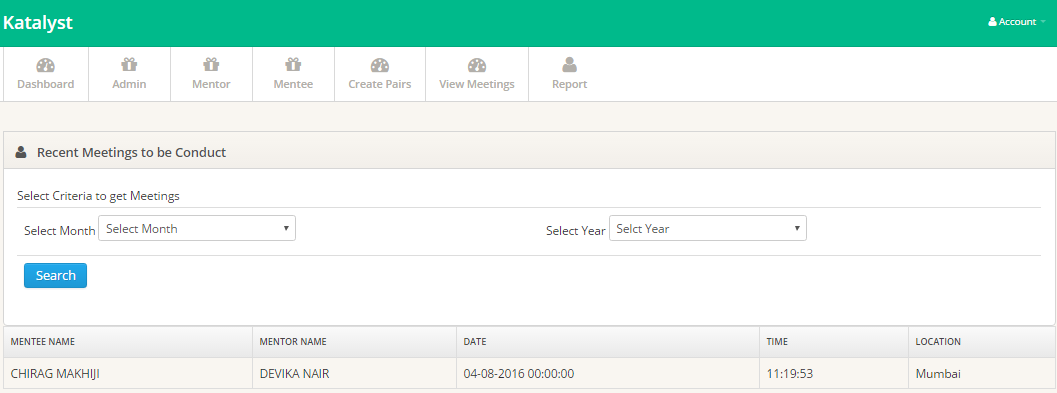 Katalyst
Account
Dashboard Admin Mentor Mentee Create Pairs View Meetings Report
Recent Meetings to be Conduct
Select Criteria to get Meetings
Select Month Select Month Select Year Selct Year
Search
MENTEE NAME MENTOR NAME DATE TIME LOCATION
CHIRAG MAKHIJI DEVIKA NAIR 04-08-2016 00:00:00 11:19:53 Mumbai